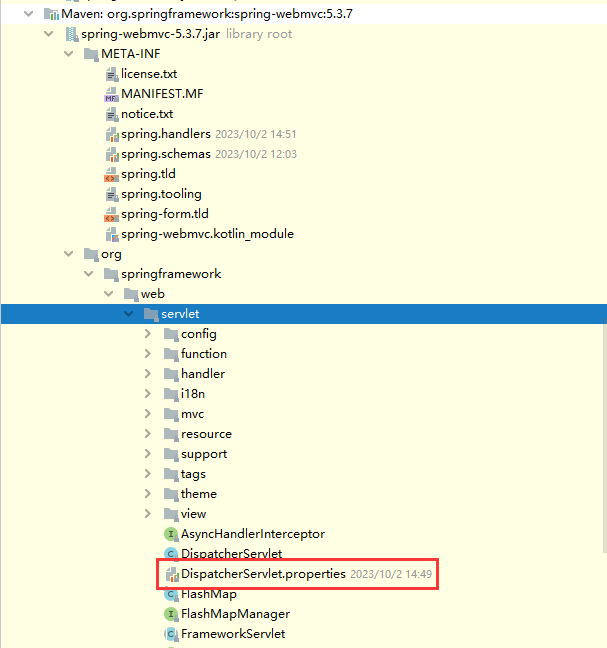 Maven: org.springframework:spring-webmvc:5.3.7
spring-webmvc-5.3.7.jar library root
META-INF
license.txt
MANIFEST.MF
notice.txt
spring.handlers 2023/10/2 14:51
spring.schemas 2023/10/2 12:03
spring.tld
spring.tooling
spring-form.tld
spring-webmvc.kotlin_module
org
springframework
web
servlet
config
function
handler
i18n
mvc
resource
support
tags
theme
view
AsyncHandlerInterceptor
DispatcherServlet
DispatcherServlet.properties 2023/10/2 14:49
FlashMap
FlashMapManager
FrameworkServlet